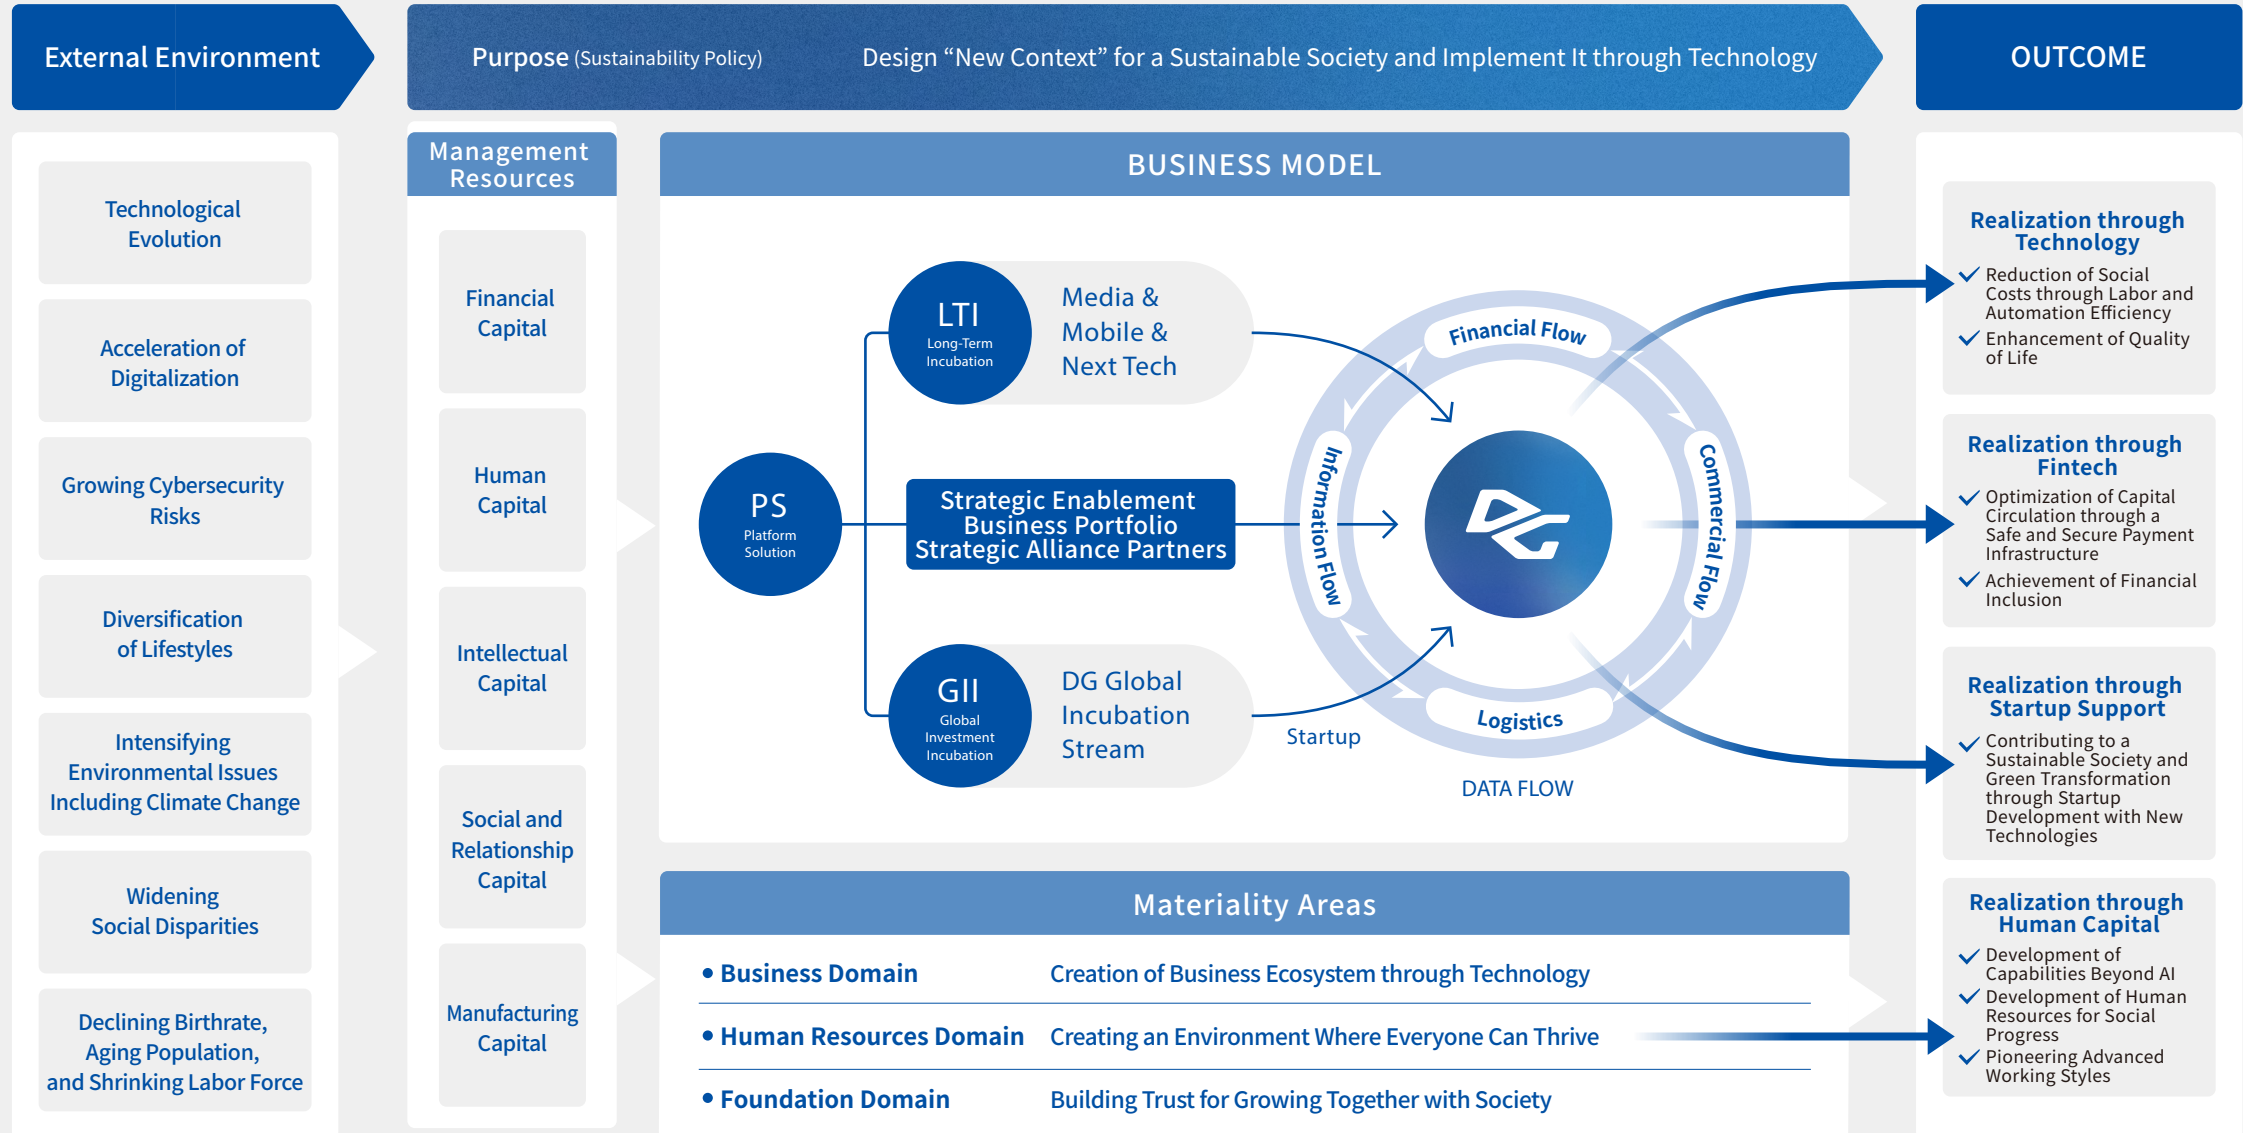 External Environment
Purpose (Sustainability Policy)
Design “New Context” for a Sustainable Society and Implement It through Technology
OUTCOME
Technological
Evolution
Acceleration of
Digitalization
Growing Cybersecurity
Risks
Diversification
of Lifestyles
Intensifying
Environmental Issues
Including Climate Change
Widening
Social Disparities
Declining Birthrate,
Aging Population,
and Shrinking Labor Force
Management
Resources
Financial
Capital
Human
Capital
Intellectual
Capital
Social and
Relationship
Capital
Manufacturing
Capital
BUSINESS MODEL
LTI
Long-Term
Incubation
Media &
Mobile &
Next Tech
PS
Platform
Solution
Strategic Enablement
Business Portfolio
Strategic Alliance Partners
GII
Global
Investment
Incubation
DG Global
Incubation
Stream
Startup
Financial Flow
Information Flow
Commercial Flow
Logistics
DATA FLOW
Materiality Areas
• Business Domain
Creation of Business Ecosystem through Technology
• Human Resources Domain
Creating an Environment Where Everyone Can Thrive
• Foundation Domain
Building Trust for Growing Together with Society
Realization through
Technology
Reduction of Social
Costs through Labor and
Automation Efficiency
Enhancement of Quality
of Life
Realization through
Fintech
Optimization of Capital
Circulation through a
Safe and Secure Payment
Infrastructure
Achievement of Financial
Inclusion
Realization through
Startup Support
Contributing to a
Sustainable Society and
Green Transformation
through Startup
Development with New
Technologies
Realization through
Human Capital
Development of
Capabilities Beyond AI
Development of Human
Resources for Social
Progress
Pioneering Advanced
Working Styles